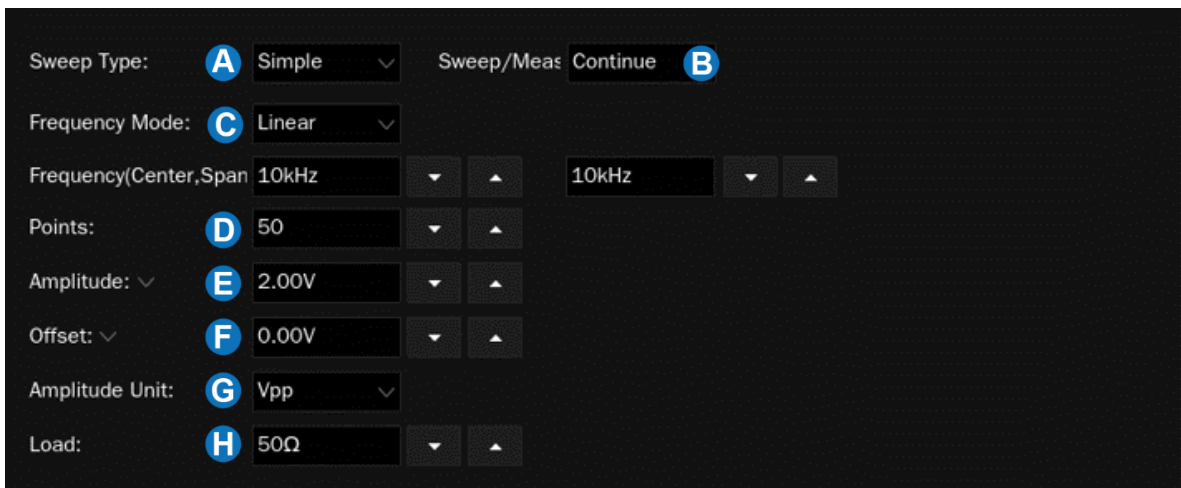 Sweep Type: A Simple Sweep/Meas Continue B
Frequency Mode: C Linear
Frequency(Center,Span 10kHz 10kHz
Points: D 50
Amplitude: E 2.00V
Offset: F 0.00V
Amplitude Unit: G Vpp
Load: H 50Ω